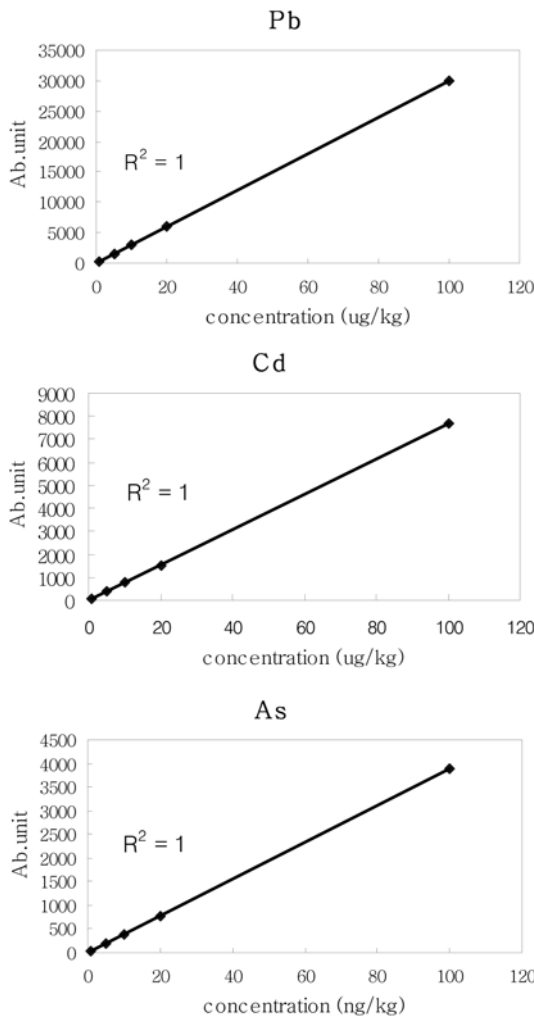 Pb
35000
30000
25000
20000
15000
10000
5000
0
Ab.unit
R² = 1
0 20 40 60 80 100 120
concentration (ug/kg)
Cd
9000
8000
7000
6000
5000
4000
3000
2000
1000
0
Ab.unit
R² = 1
0 20 40 60 80 100 120
concentration (ug/kg)
As
4500
4000
3500
3000
2500
2000
1500
1000
500
0
Ab.unit
R² = 1
0 20 40 60 80 100 120
concentration (ng/kg)